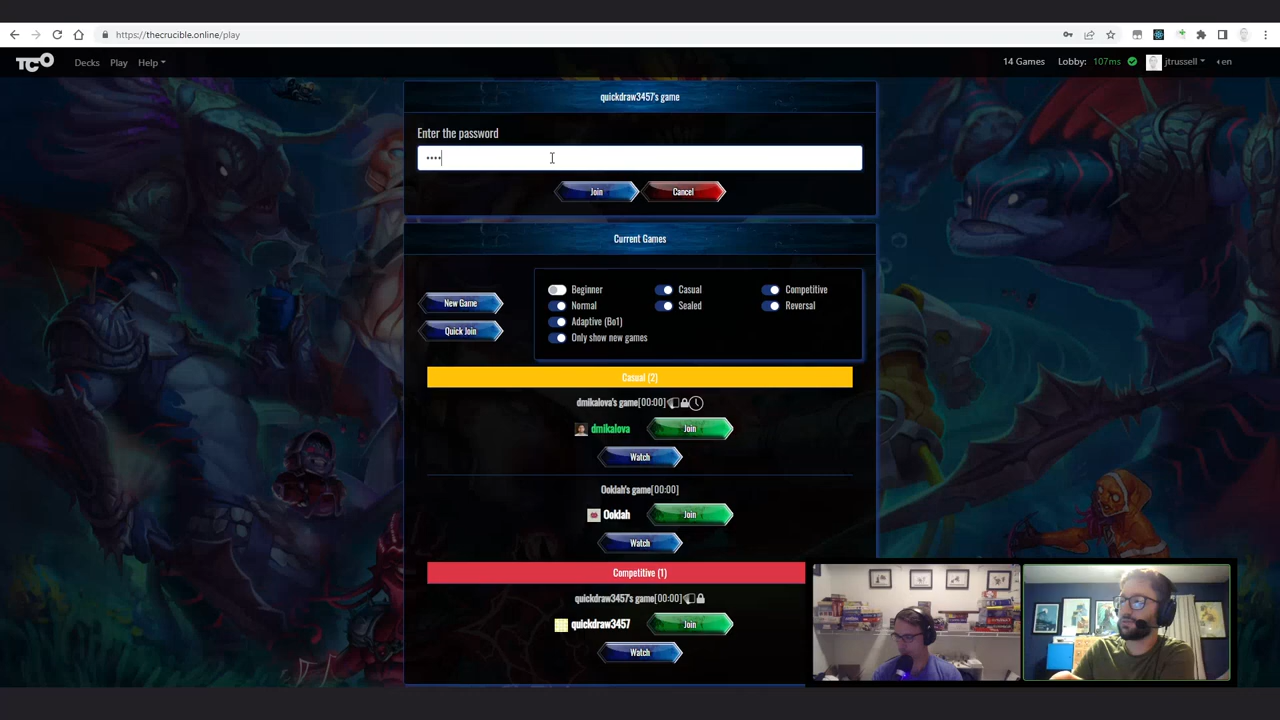 https://thecrucible.online/play
TCO
Decks
Play
Help
14 Games
Lobby: 107ms
jtrussell
en
quickdraw3457's game
Enter the password
••••
Join
Cancel
Current Games
New Game
Quick Join
Beginner
Casual
Competitive
Normal
Sealed
Reversal
Adaptive (Bo1)
Only show new games
Casual (2)
dmikalova's game[00:00]
dmikalova
Join
Watch
Ooklah's game[00:00]
Ooklah
Join
Watch
Competitive (1)
quickdraw3457's game[00:00]
quickdraw3457
Join
Watch